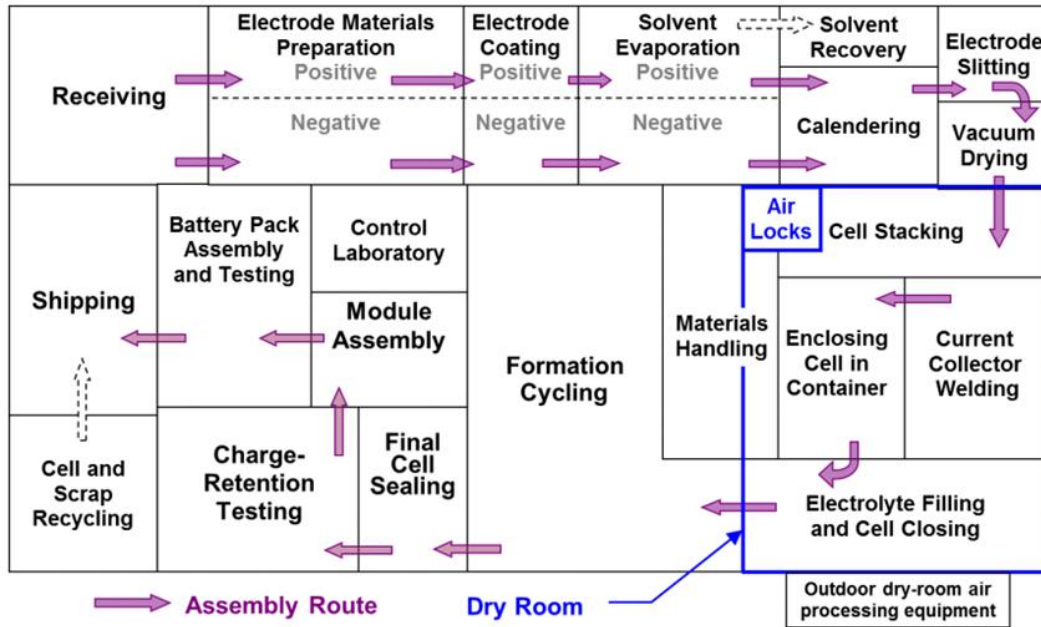 Receiving
Electrode Materials
Preparation
Positive
Negative
Electrode
Coating
Positive
Negative
Solvent
Evaporation
Positive
Negative
Solvent
Recovery
Calendering
Electrode
Slitting
Vacuum
Drying
Shipping
Battery Pack
Assembly
and Testing
Control
Laboratory
Module
Assembly
Formation
Cycling
Materials
Handling
Air
Locks
Cell Stacking
Enclosing
Cell in
Container
Current
Collector
Welding
Cell and
Scrap
Recycling
Charge-
Retention
Testing
Final
Cell
Sealing
Electrolyte Filling
and Cell Closing
Assembly Route
Dry Room
Outdoor dry-room air
processing equipment